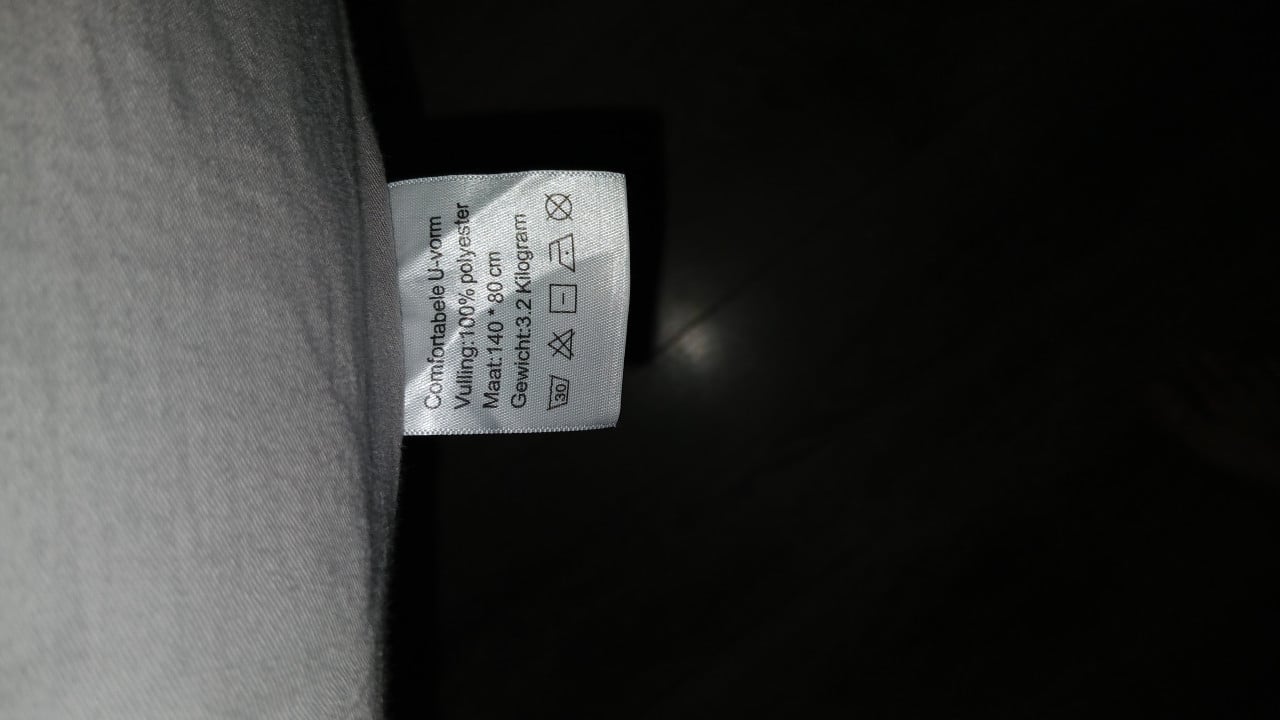 Comfortabele U-vorm
Vulling:100% polyester
Maat:140 * 80 cm
Gewicht:3.2 Kilogram
30